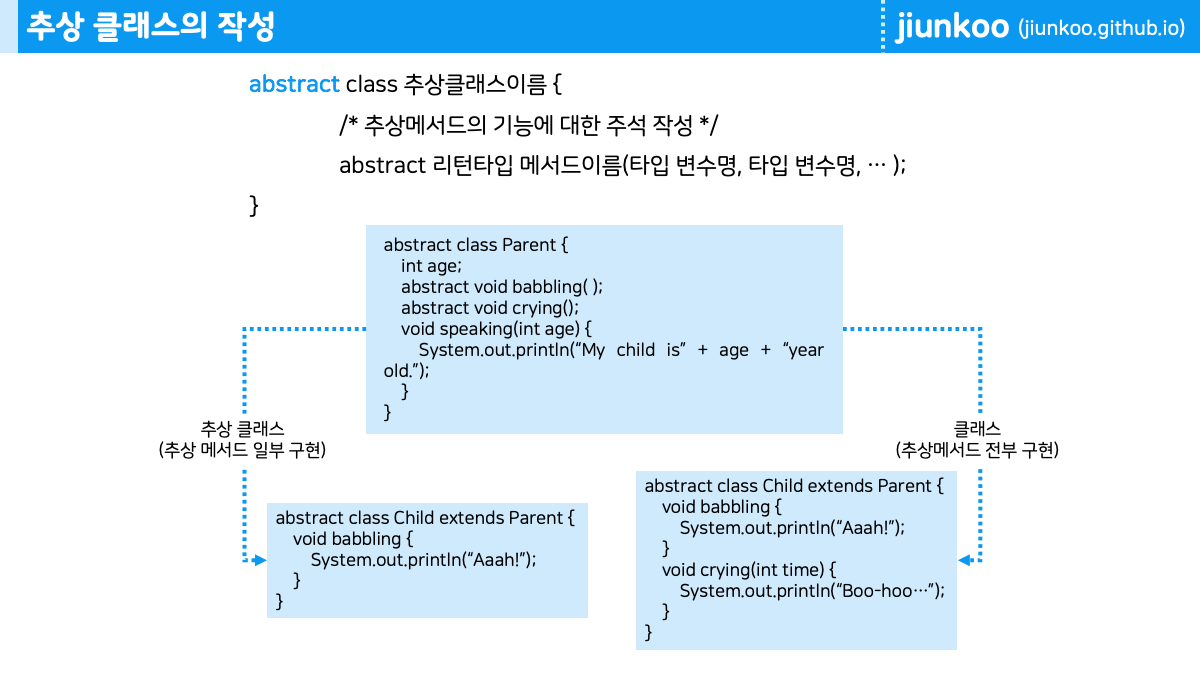 추상 클래스의 작성
jiunkoo (jiunkoo.github.io)
abstract class 추상클래스이름 {
/* 추상메서드의 기능에 대한 주석 작성 */
abstract 리턴타입 메서드이름(타입 변수명, 타입 변수명, … );
}
abstract class Parent {
int age;
abstract void babbling( );
abstract void crying();
void speaking(int age) {
System.out.println(“My child is” + age + “year
old.”);
}
}
추상 클래스
(추상 메서드 일부 구현)
abstract class Child extends Parent {
void babbling {
System.out.println(“Aaah!”);
}
}
클래스
(추상메서드 전부 구현)
abstract class Child extends Parent {
void babbling {
System.out.println(“Aaah!”);
}
void crying(int time) {
System.out.println(“Boo-hoo…”);
}
}